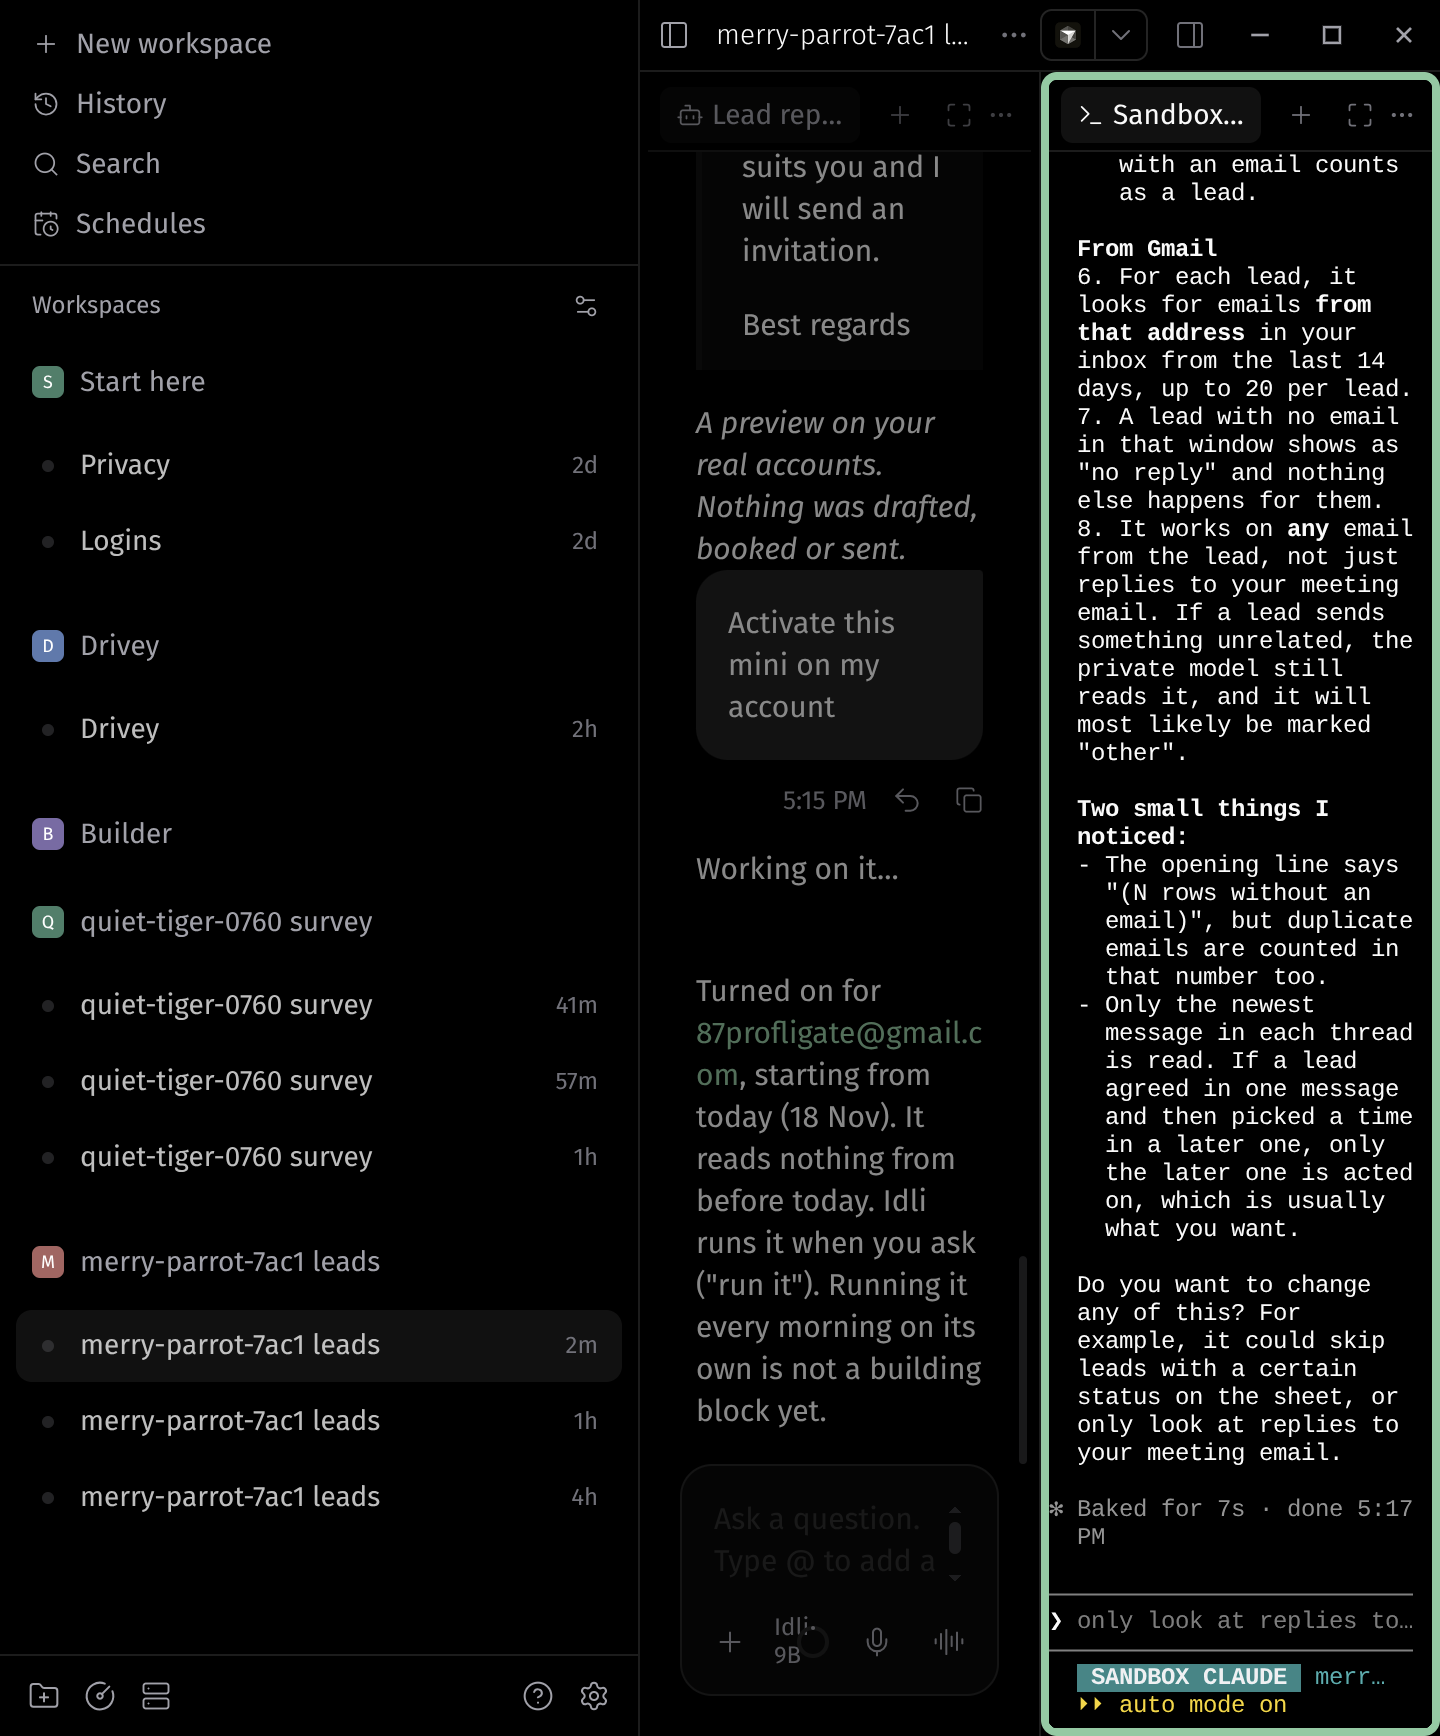 New workspace
History
Search
Schedules
Workspaces
S Start here
Privacy 2d
Logins 2d
D Drivey
Drivey 2h
B Builder
Q quiet-tiger-0760 survey
quiet-tiger-0760 survey 41m
quiet-tiger-0760 survey 57m
quiet-tiger-0760 survey 1h
M merry-parrot-7ac1 leads
merry-parrot-7ac1 leads 2m
merry-parrot-7ac1 leads 1h
merry-parrot-7ac1 leads 4h
merry-parrot-7ac1 l...
Lead rep...
suits you and I
will send an
invitation.
Best regards
A preview on your
real accounts.
Nothing was drafted,
booked or sent.
Activate this
mini on my
account
5:15 PM
Working on it...
Turned on for
87profligate@gmail.c
om, starting from
today (18 Nov). It
reads nothing from
before today. Idli
runs it when you ask
("run it"). Running it
every morning on its
own is not a building
block yet.
Ask a question.
Type @ to add a
Idli·
9B
Sandbox...
with an email counts
as a lead.
From Gmail
6. For each lead, it
looks for emails from
that address in your
inbox from the last 14
days, up to 20 per lead.
7. A lead with no email
in that window shows as
"no reply" and nothing
else happens for them.
8. It works on any email
from the lead, not just
replies to your meeting
email. If a lead sends
something unrelated, the
private model still
reads it, and it will
most likely be marked
"other".
Two small things I
noticed:
- The opening line says
"(N rows without an
email)", but duplicate
emails are counted in
that number too.
- Only the newest
message in each thread
is read. If a lead
agreed in one message
and then picked a time
in a later one, only
the later one is acted
on, which is usually
what you want.
Do you want to change
any of this? For
example, it could skip
leads with a certain
status on the sheet, or
only look at replies to
your meeting email.
✻ Baked for 7s · done 5:17
PM
❯ only look at replies to…
SANDBOX CLAUDE merr…
⏵⏵ auto mode on